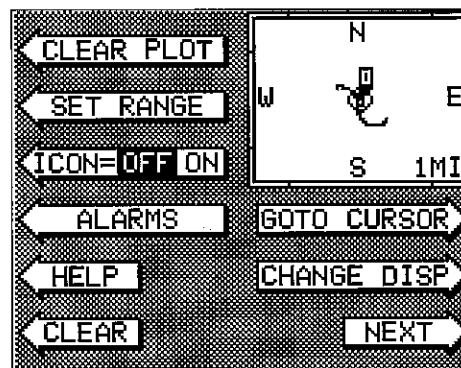 CLEAR PLOT
SET RANGE
ICON=OFF ON
ALARMS
HELP
CLEAR
N
W E
S 1MI
GOTO CURSOR
CHANGE DISP
NEXT